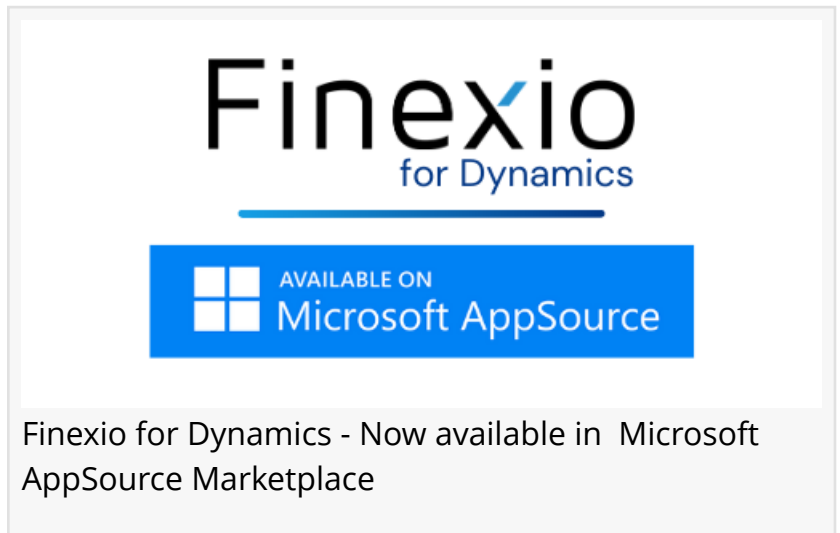 Finexio
for Dynamics
AVAILABLE ON
Microsoft AppSource
Finexio for Dynamics - Now available in  Microsoft
AppSource Marketplace